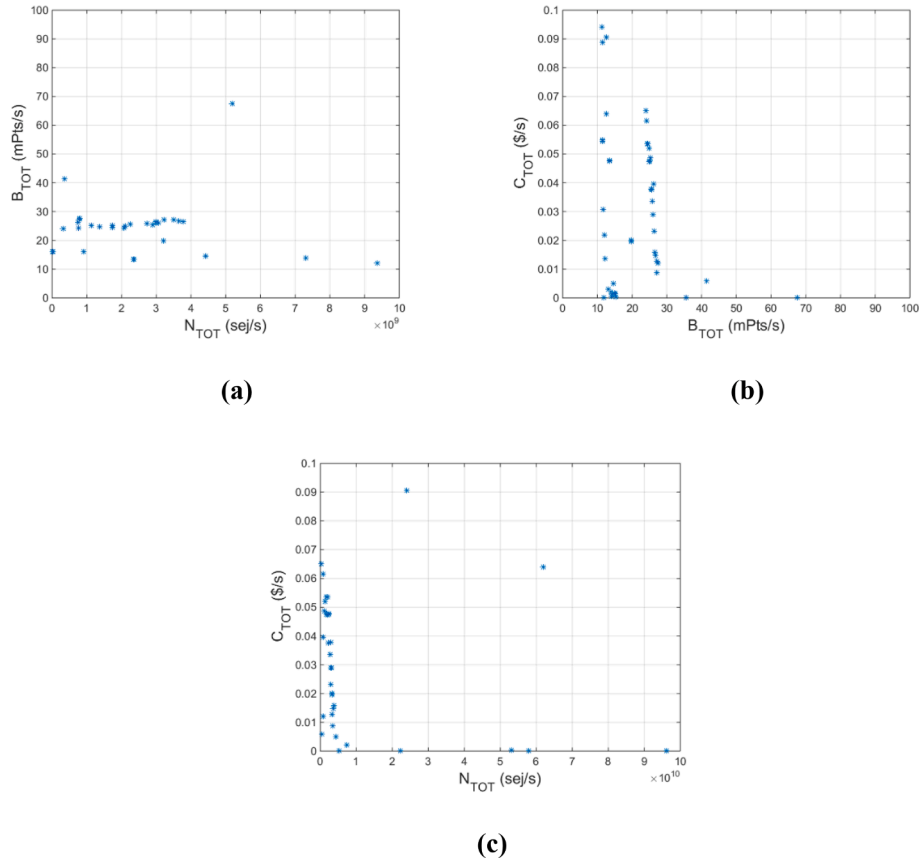 100
90
80
70
60
50
40
30
20
10
0
B_TOT (mPts/s)
0 1 2 3 4 5 6 7 8 9 10
N_TOT (sej/s)
×10^9
(a)
0.1
0.09
0.08
0.07
0.06
0.05
0.04
0.03
0.02
0.01
0
C_TOT ($/s)
0 10 20 30 40 50 60 70 80 90 100
B_TOT (mPts/s)
(b)
0.1
0.09
0.08
0.07
0.06
0.05
0.04
0.03
0.02
0.01
0
C_TOT ($/s)
0 1 2 3 4 5 6 7 8 9 10
N_TOT (sej/s)
×10^10
(c)